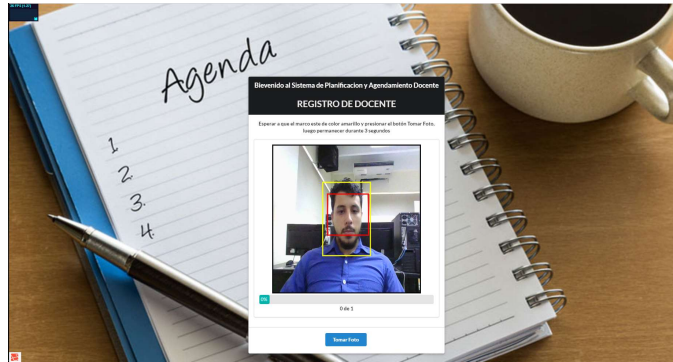 Agenda
1
2.
3.
4.
Bievenido al Sistema de Planificacion y Agendamiento Docente
REGISTRO DE DOCENTE
Esperar a que el marco este de color amarillo y presionar el botón Tomar Foto,
luego permanecer durante 3 segundos
0%
0 de 1
Tomar Foto